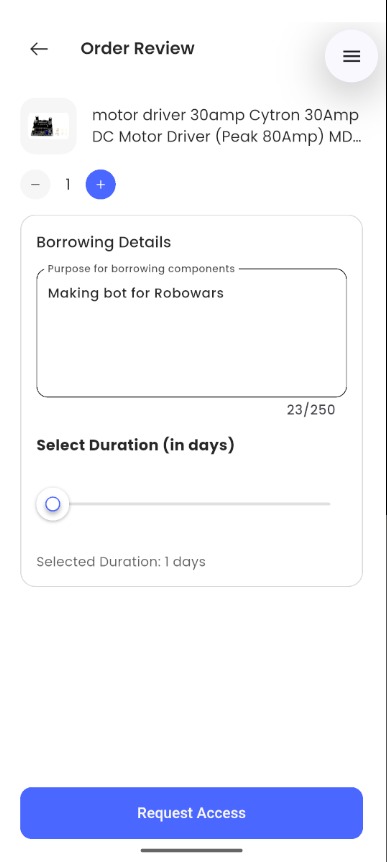 Order Review
motor driver 30amp Cytron 30Amp
DC Motor Driver (Peak 80Amp) MD...
1
Borrowing Details
Purpose for borrowing components
Making bot for Robowars
23/250
Select Duration (in days)
Selected Duration: 1 days
Request Access